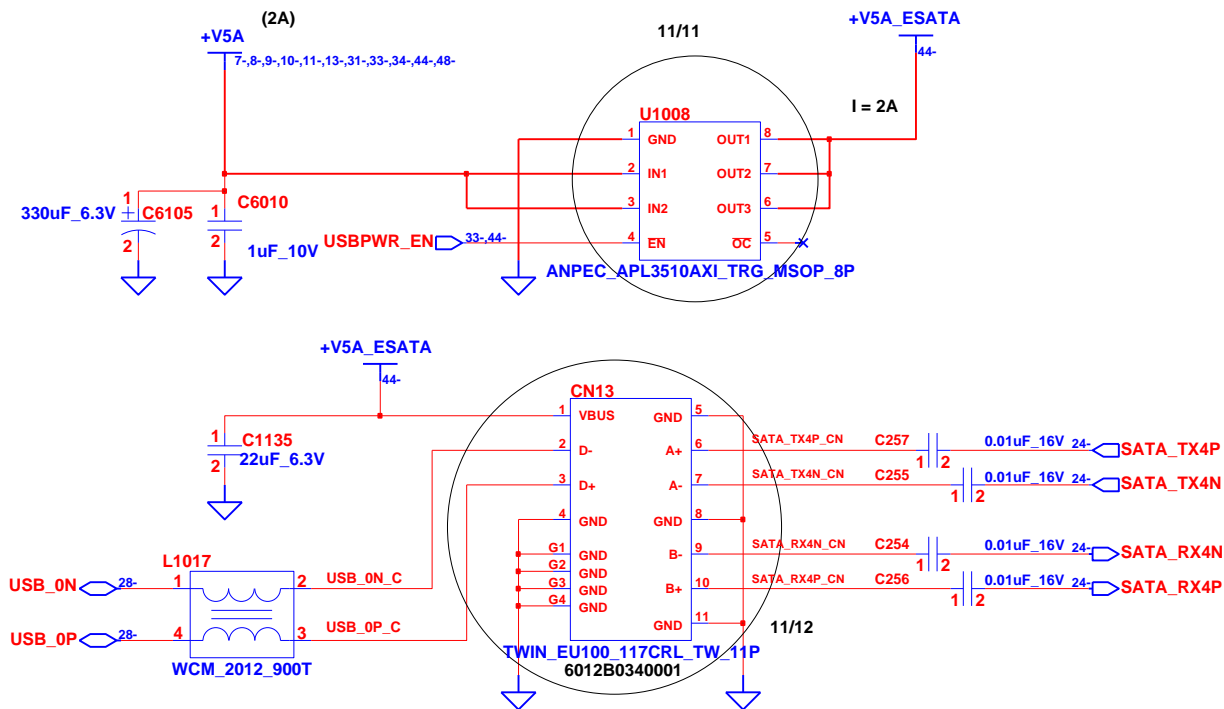 (2A)
+V5A
7-,8-,9-,10-,11-,13-,31-,33-,34-,44-,48-
11/11
+V5A_ESATA
44-
I = 2A
U1008
1 GND OUT1 8
2 IN1 OUT2 7
3 IN2 OUT3 6
4 EN OC 5
ANPEC_APL3510AXI_TRG_MSOP_8P
USBPWR_EN 33-,44-
330uF_6.3V
1 + C6105
2
1 C6010
2
1uF_10V
+V5A_ESATA
44-
1 C1135
2
22uF_6.3V
CN13
1 VBUS GND 5
2 D- A+ 6
3 D+ A- 7
4 GND GND 8
G1 GND B- 9
G2 GND
G3 GND B+ 10
G4 GND
GND 11
11/12
TWIN_EU100_117CRL_TW_11P
6012B0340001
SATA_TX4P_CN C257 1 2 0.01uF_16V 24- SATA_TX4P
SATA_TX4N_CN C255 1 2 0.01uF_16V 24- SATA_TX4N
SATA_RX4N_CN C254 1 2 0.01uF_16V 24- SATA_RX4N
SATA_RX4P_CN C256 1 2 0.01uF_16V 24- SATA_RX4P
L1017
USB_0N 28- 1 2 USB_0N_C
USB_0P 28- 4 3 USB_0P_C
WCM_2012_900T